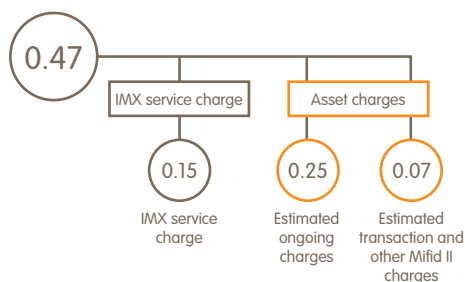 0.47
IMX service charge
Asset charges
0.15
0.25
0.07
IMX service
charge
Estimated
ongoing
charges
Estimated
transaction and
other Mifid II
charges